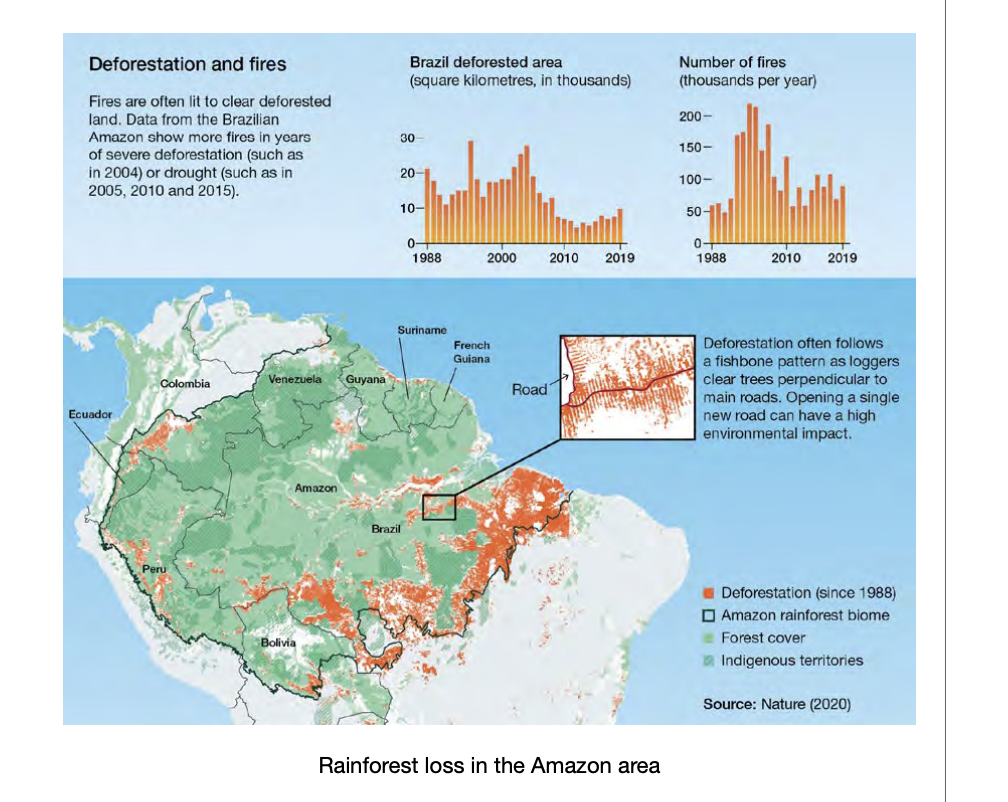 Deforestation and fires
Fires are often lit to clear deforested
land. Data from the Brazilian
Amazon show more fires in years
of severe deforestation (such as
in 2004) or drought (such as in
2005, 2010 and 2015).
Brazil deforested area
(square kilometres, in thousands)
30
20
10
0
1988
2000
2010
2019
Number of fires
(thousands per year)
200
150
100
50
0
1988
2010
2019
Suriname
French
Guiana
Colombia
Venezuela
Guyana
Ecuador
Amazon
Brazil
Peru
Bolivia
Road
Deforestation often follows
a fishbone pattern as loggers
clear trees perpendicular to
main roads. Opening a single
new road can have a high
environmental impact.
Deforestation (since 1988)
Amazon rainforest biome
Forest cover
Indigenous territories
Source: Nature (2020)
Rainforest loss in the Amazon area